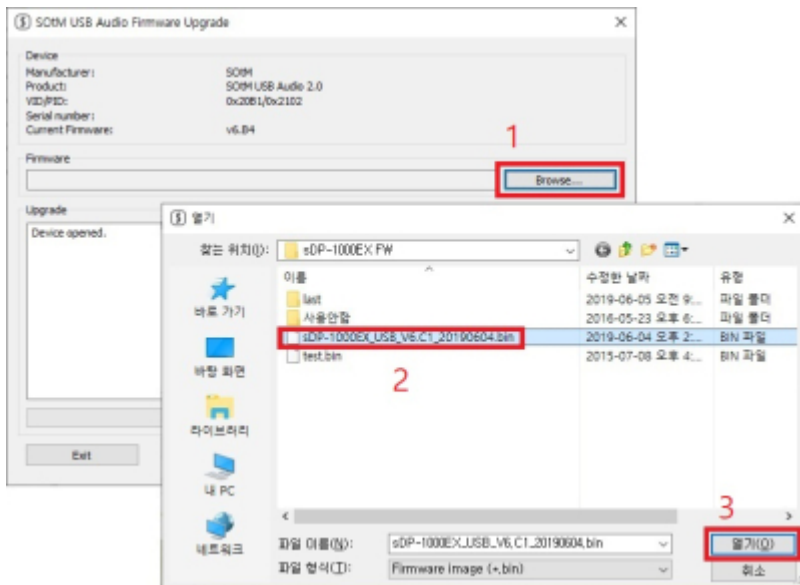 SOtM USB Audio Firmware Upgrade
Device
Manufacturer: SOtM
Product: SOtM USB Audio 2.0
VID/PID: 0x20B1/0x2102
Serial number:
Current Firmware: v6.B4
1
Firmware
Browse...
Upgrade
Device opened.
Exit
열기
찾는 위치(I): sDP-1000EX FW
이름 수정한 날짜 유형
last 2019-06-05 오전 9:... 파일 폴더
사용안함 2016-05-23 오후 6:... 파일 폴더
sDP-1000EX_USB_V6.C1_20190604.bin 2019-06-04 오후 2:... BIN 파일
test.bin 2015-07-08 오후 4:... BIN 파일
2
바로 가기
바탕 화면
라이브러리
내 PC
네트워크
3
파일 이름(N): sDP-1000EX_USB_V6.C1_20190604.bin 열기(O)
파일 형식(T): Firmware Image (*.bin) 취소